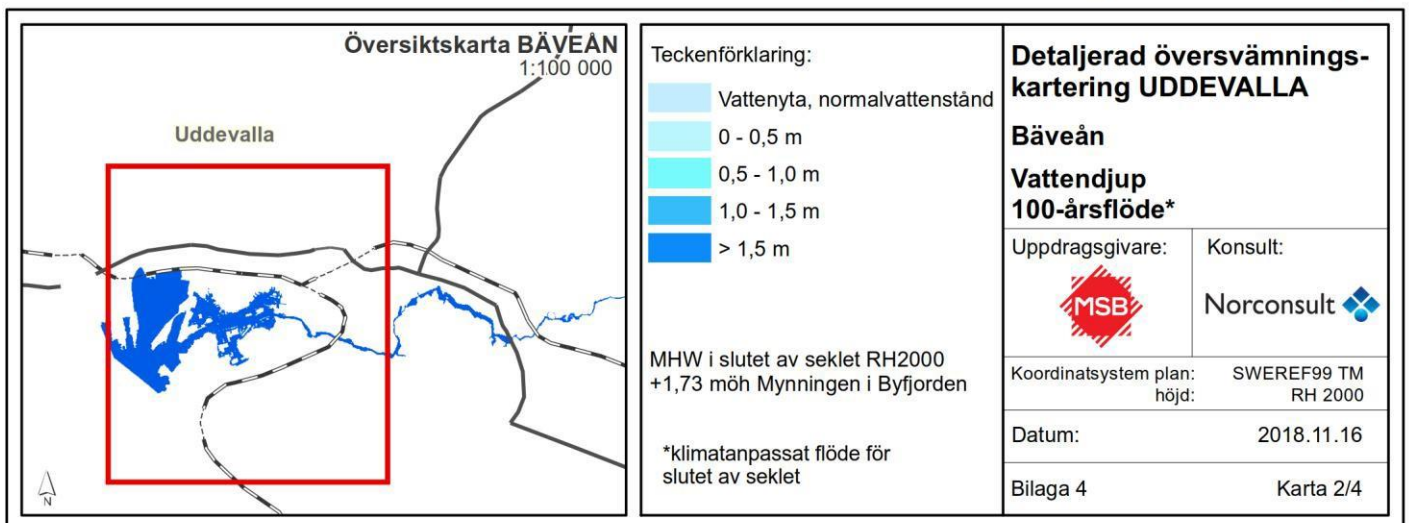 Översiktskarta BÄVEÅN
1:100 000
Uddevalla
N
Teckenförklaring:
Vattenyta, normalvattenstånd
0 - 0,5 m
0,5 - 1,0 m
1,0 - 1,5 m
> 1,5 m
MHW i slutet av seklet RH2000
+1,73 möh Mynningen i Byfjorden
*klimatanpassat flöde för
slutet av seklet
Detaljerad översvämnings-
kartering UDDEVALLA
Bäveån
Vattendjup
100-årsflöde*
Uppdragsgivare:
MSB
Konsult:
Norconsult
Koordinatsystem plan: SWEREF99 TM
höjd: RH 2000
Datum: 2018.11.16
Bilaga 4 Karta 2/4